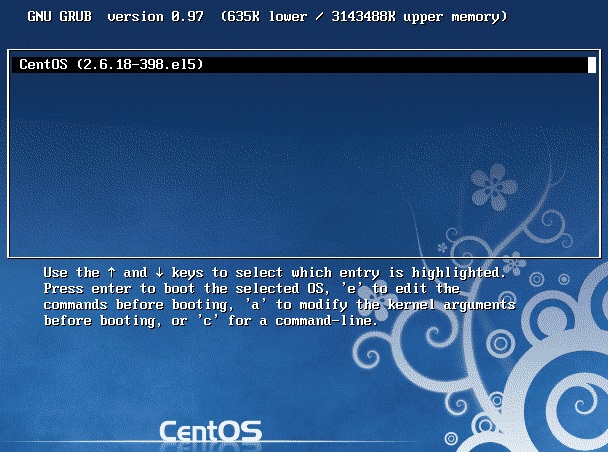 GNU GRUB version 0.97 (635K lower / 3143488K upper memory)
CentOS (2.6.18-398.el5)
Use the ↑ and ↓ keys to select which entry is highlighted.
Press enter to boot the selected OS, 'e' to edit the
commands before booting, 'a' to modify the kernel arguments
before booting, or 'c' for a command-line.
CentOS